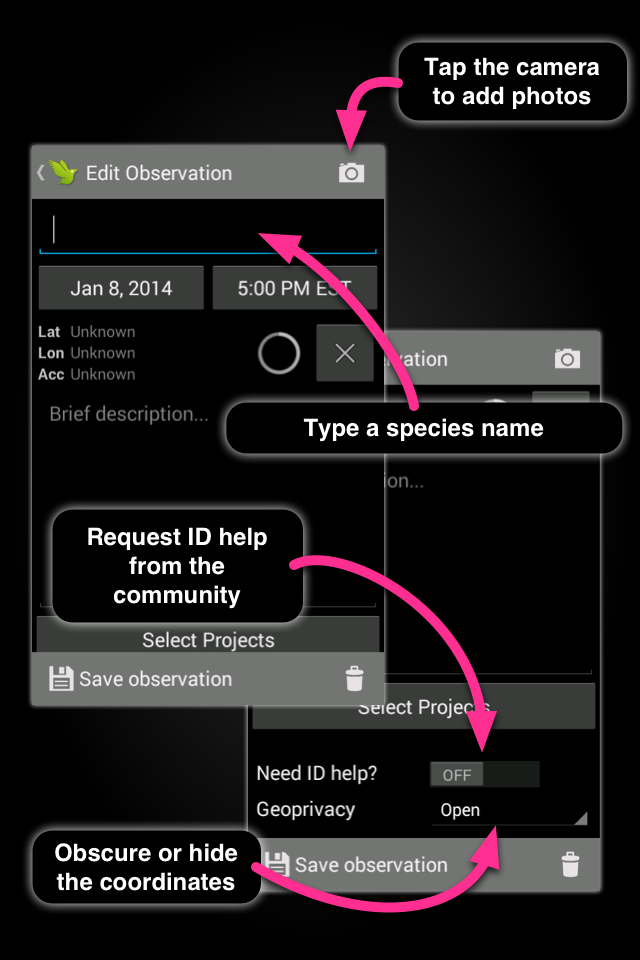 Tap the camera
to add photos
Edit Observation
Jan 8, 2014
5:00 PM EST
Lat Unknown
Lon Unknown
Acc Unknown
Brief description...
Type a species name
Request ID help
from the
community
Select Projects
Save observation
vation
ion...
Select Projects
Need ID help?
OFF
Geoprivacy
Open
Obscure or hide
the coordinates
Save observation